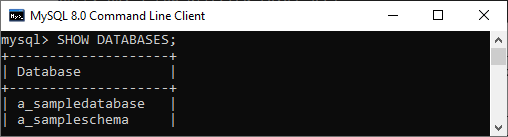 MySQL 8.0 Command Line Client
mysql> SHOW DATABASES;
+--------------------+
| Database           |
+--------------------+
| a_sampledatabase   |
| a_sampleschema     |